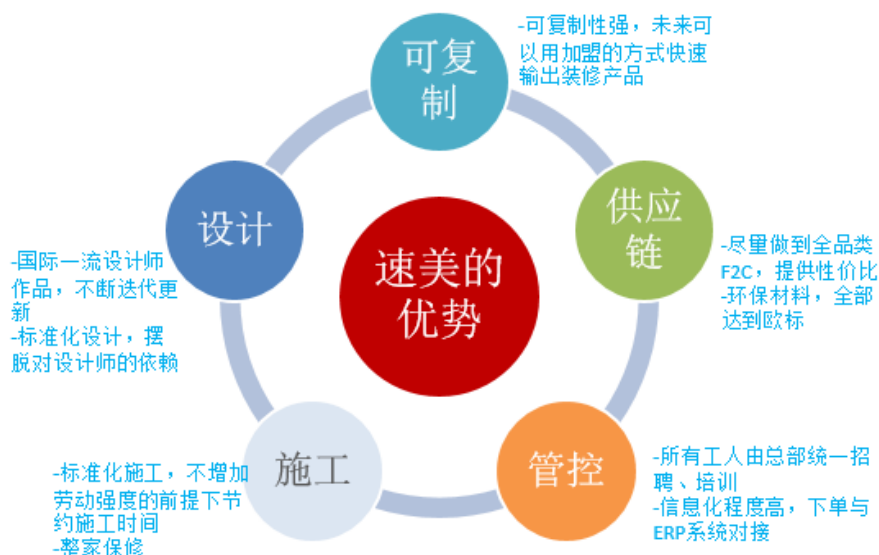 可复
制
-可复制性强，未来可
以用加盟的方式快速
输出装修产品
供应
链
-尽量做到全品类
F2C，提供性价比
-环保材料，全部
达到欧标
管控
-所有工人由总部统一招
聘、培训
-信息化程度高，下单与
ERP系统对接
施工
-标准化施工，不增加
劳动强度的前提下节
约施工时间
-整家保修
设计
-国际一流设计师
作品，不断迭代更
新
-标准化设计，摆
脱对设计师的依赖
速美的
优势